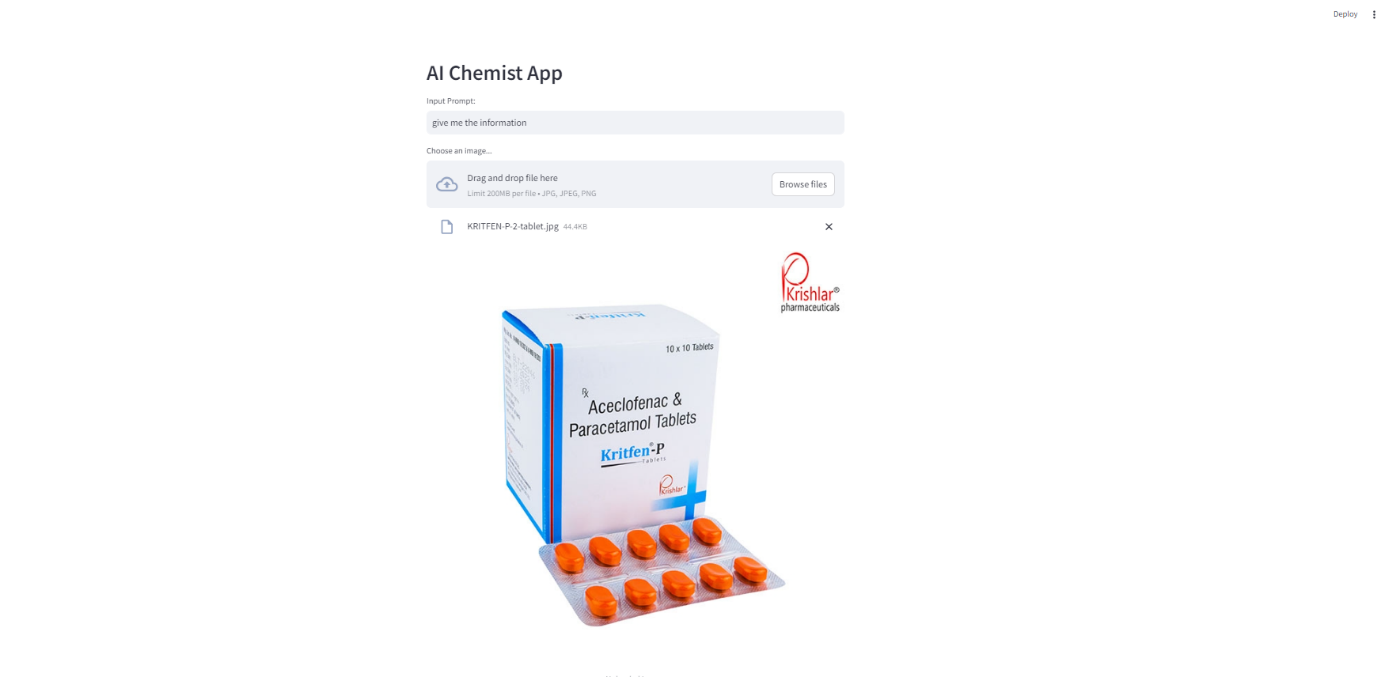 Deploy
AI Chemist App
Input Prompt:
give me the information
Choose an image...
Drag and drop file here
Limit 200MB per file • JPG, JPEG, PNG
Browse files
KRITFEN-P-2-tablet.jpg 44.4KB
Krishlar®
pharmaceuticals
Kritfen-P
10 x 10 Tablets
Rx
Aceclofenac &
Paracetamol Tablets
Kritfen®-P
Tablets
Krishlar